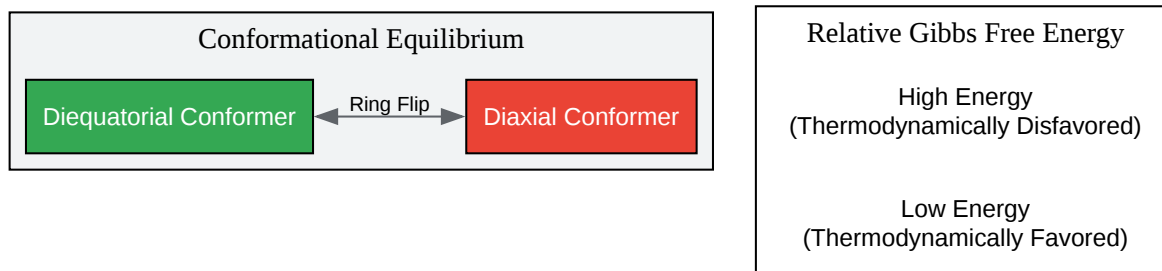 Conformational Equilibrium
Diequatorial Conformer
Ring Flip
Diaxial Conformer
Relative Gibbs Free Energy
High Energy
(Thermodynamically Disfavored)
Low Energy
(Thermodynamically Favored)